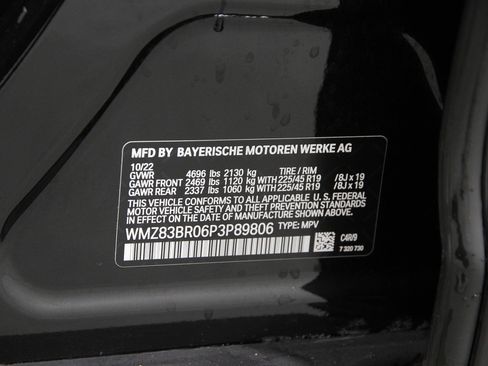 MFD BY BAYERISCHE MOTOREN WERKE AG
10/22
GVWR 4696 lbs 2130 kg TIRE / RIM
GAWR FRONT 2469 lbs 1120 kg WITH 225/45 R19 / 8J x 19
GAWR REAR 2337 lbs 1060 kg WITH 225/45 R19 / 8J x 19
THIS VEHICLE CONFORMS TO ALL APPLICABLE U.S. FEDERAL
MOTOR VEHICLE SAFETY, BUMPER, AND THEFT PREVENTION STANDARDS
IN EFFECT ON THE DATE OF MANUFACTURE SHOWN ABOVE.
WMZ83BR06P3P89806 TYPE: MPV
C4R/9
7 320 730